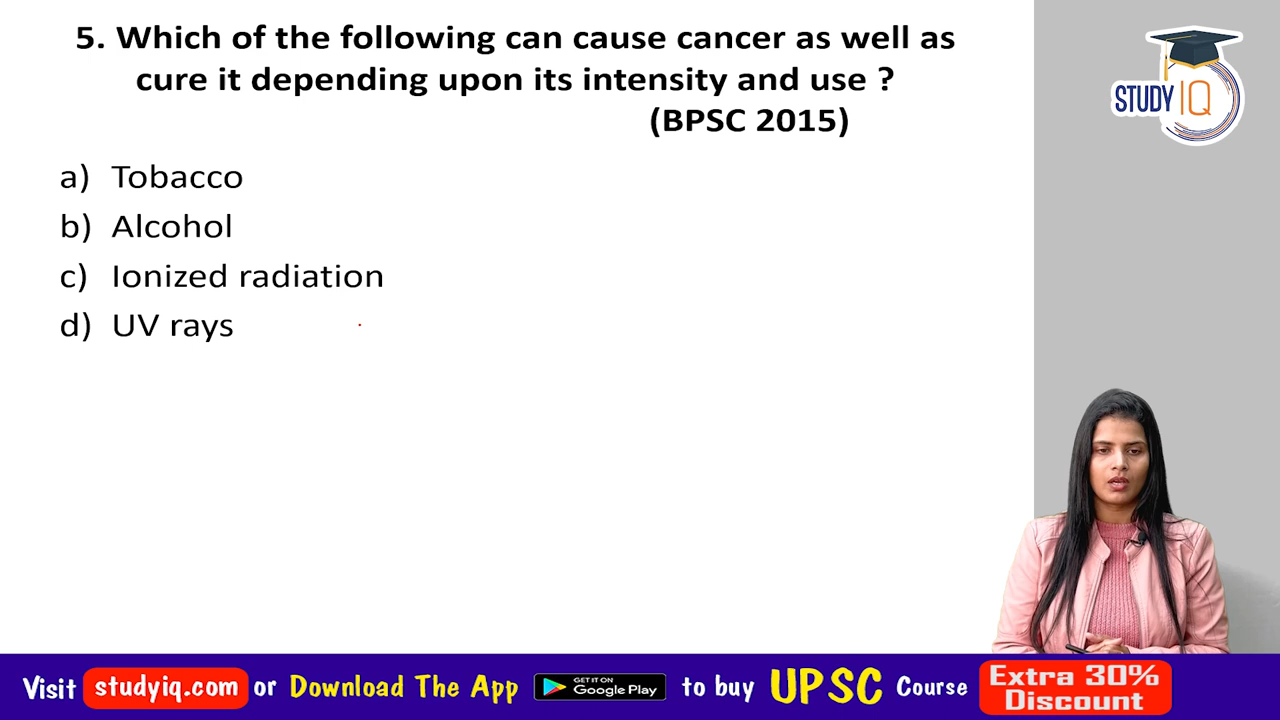 5. Which of the following can cause cancer as well as
cure it depending upon its intensity and use ?
(BPSC 2015)
a) Tobacco
b) Alcohol
c) Ionized radiation
d) UV rays
STUDY IQ
Visit studyiq.com or Download The App GET IT ON Google Play to buy UPSC Course Extra 30% Discount